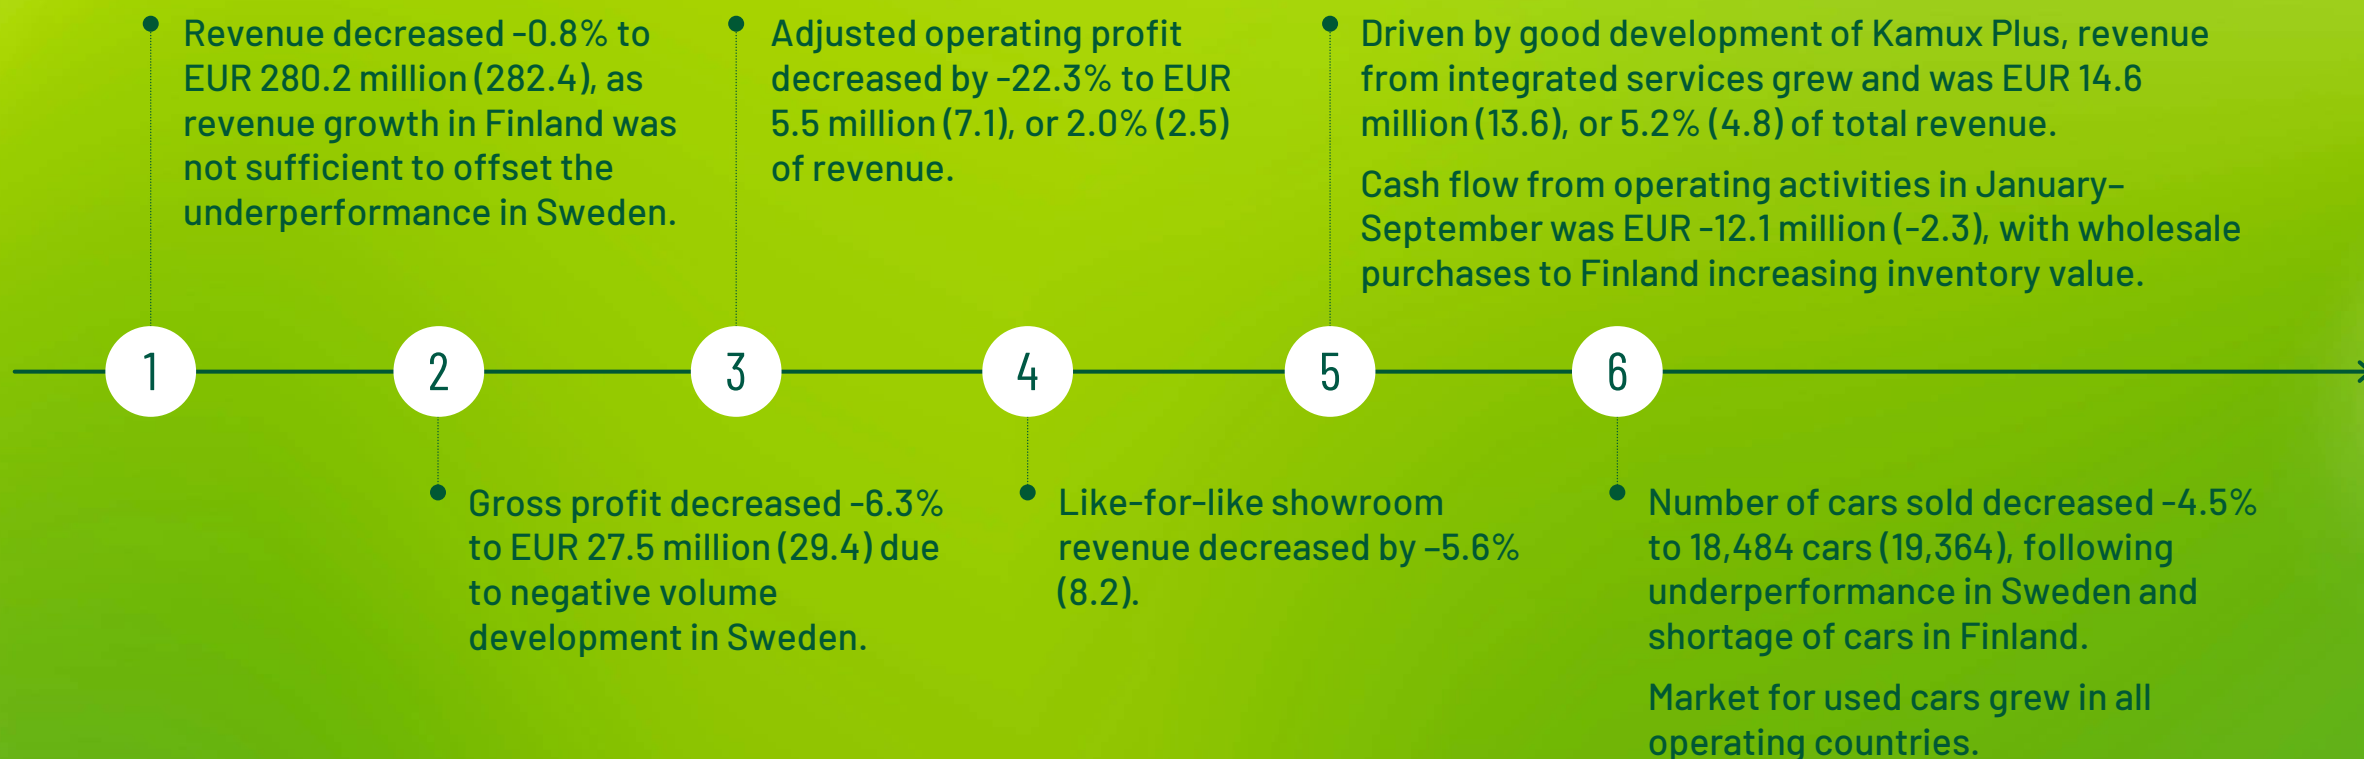 Revenue decreased -0.8% to
EUR 280.2 million (282.4), as
revenue growth in Finland was
not sufficient to offset the
underperformance in Sweden.
Adjusted operating profit
decreased by -22.3% to EUR
5.5 million (7.1), or 2.0% (2.5)
of revenue.
Driven by good development of Kamux Plus, revenue
from integrated services grew and was EUR 14.6
million (13.6), or 5.2% (4.8) of total revenue.
Cash flow from operating activities in January–
September was EUR -12.1 million (-2.3), with wholesale
purchases to Finland increasing inventory value.
1
2
3
4
5
6
Gross profit decreased -6.3%
to EUR 27.5 million (29.4) due
to negative volume
development in Sweden.
Like-for-like showroom
revenue decreased by –5.6%
(8.2).
Number of cars sold decreased -4.5%
to 18,484 cars (19,364), following
underperformance in Sweden and
shortage of cars in Finland.
Market for used cars grew in all
operating countries.